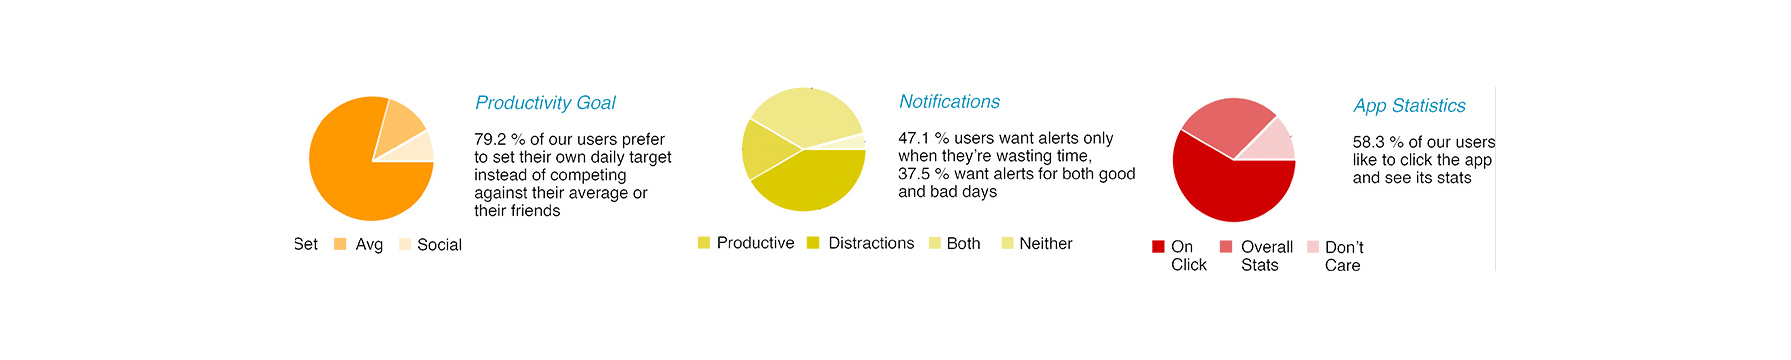 Productivity Goal
79.2 % of our users prefer
to set their own daily target
instead of competing
against their average or
their friends
Set Avg Social
Notifications
47.1 % users want alerts only
when they're wasting time,
37.5 % want alerts for both good
and bad days
Productive Distractions Both Neither
App Statistics
58.3 % of our users
like to click the app
and see its stats
On Overall Don't
Click Stats Care